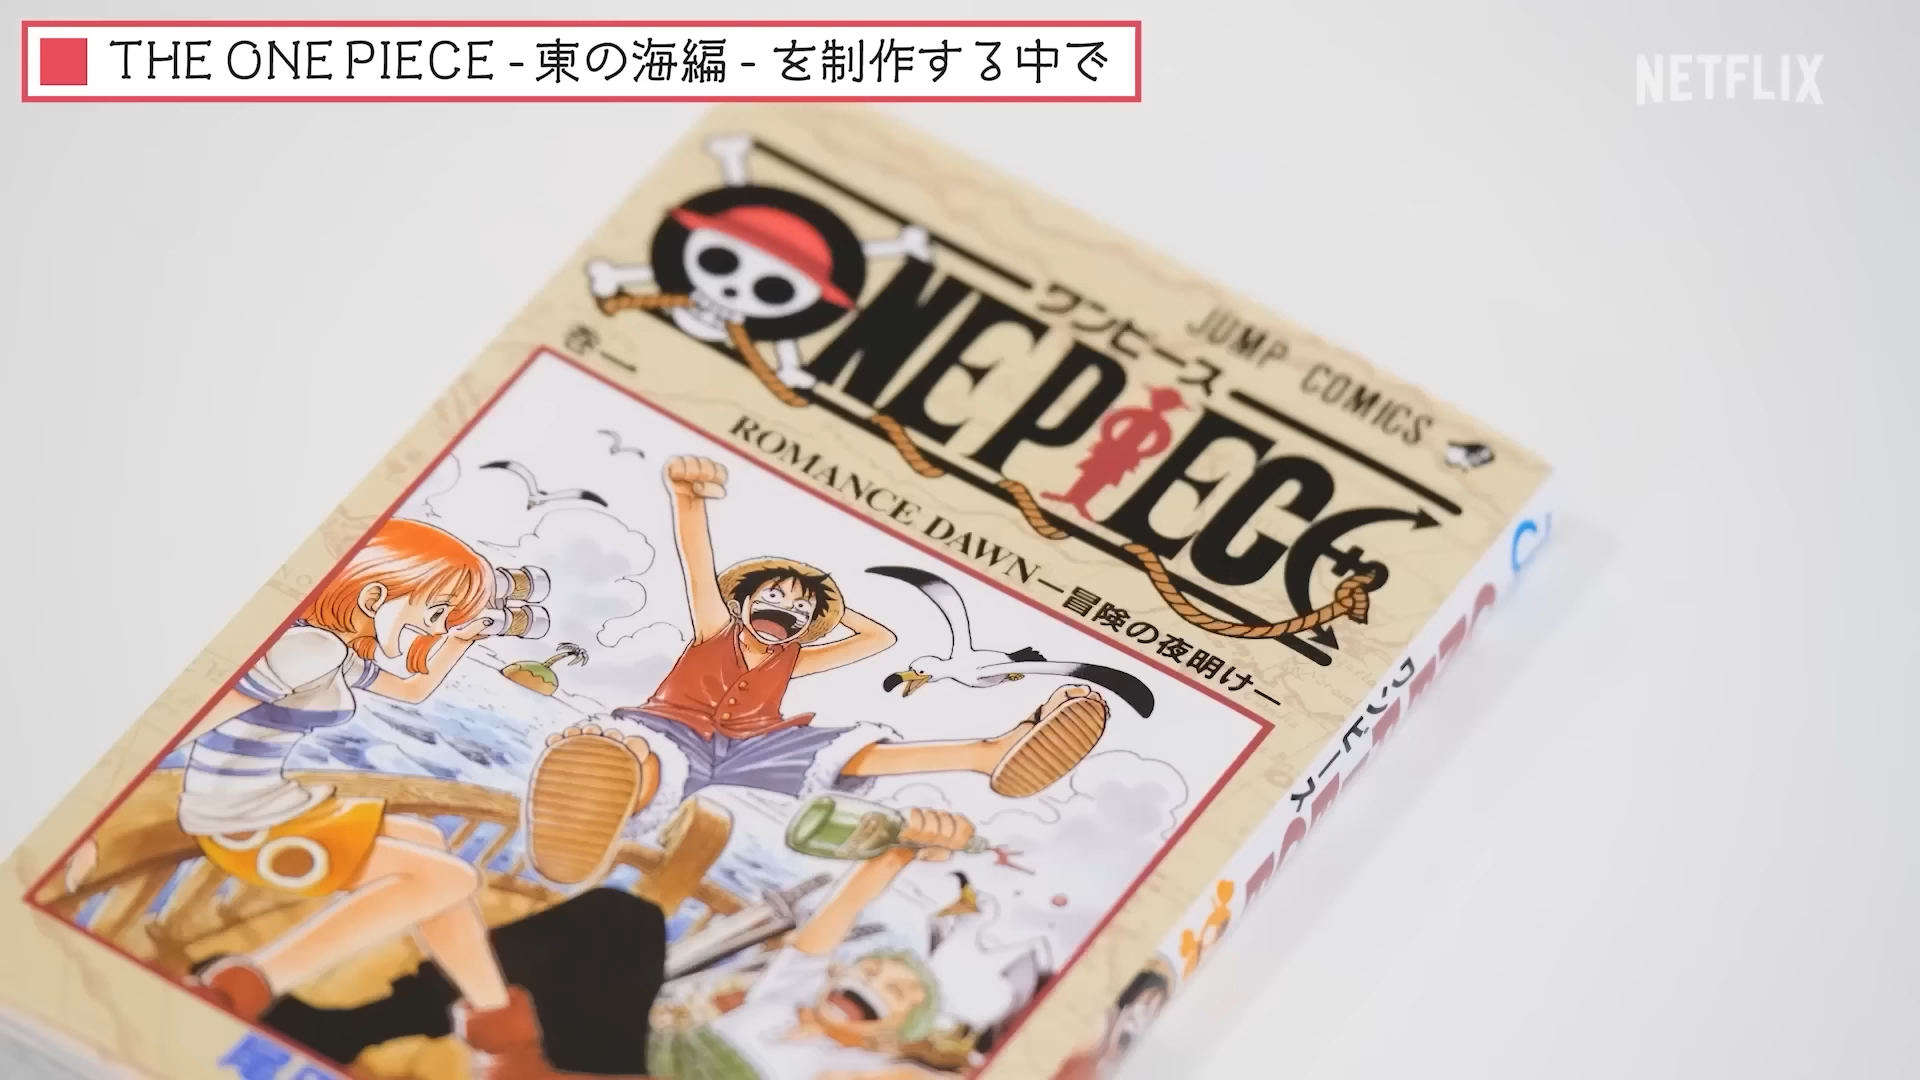 THE ONE PIECE - 東の海編 - を制作する中で
NETFLIX
JUMP COMICS
ワンピース
ONE PIECE
巻一
ROMANCE DAWN―冒険の夜明け―
ワンピース